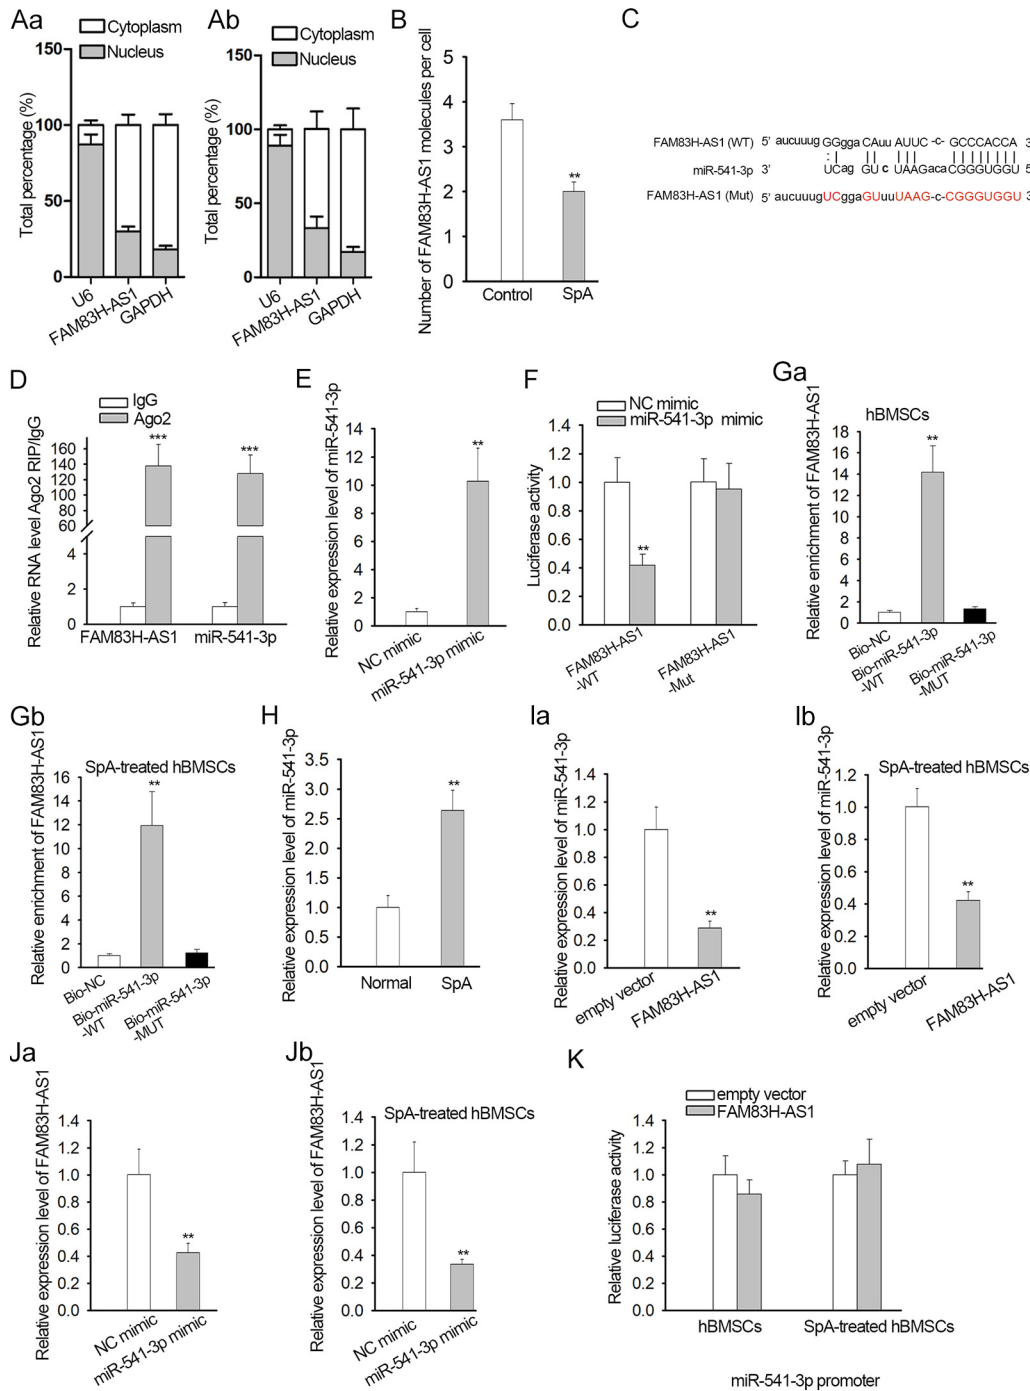 Aa
Cytoplasm
Nucleus
Total percentage (%)
150
100
50
0
U6
FAM83H-AS1
GAPDH
Ab
Cytoplasm
Nucleus
Total percentage (%)
150
100
50
0
U6
FAM83H-AS1
GAPDH
B
Number of FAM83H-AS1 molecules per cell
5
4
3
2
1
0
**
Control
SpA
C
FAM83H-AS1 (WT) 5' aucuuug GGgga CAuu AUUC -c- GCCCACCA 3
miR-541-3p 3' UCag GU c UAAGacaCGGGUGGU 5
FAM83H-AS1 (Mut) 5' aucuuugUCggaGUuuUAAG-c-CGGGUGGU 3
D
IgG
Ago2
Relative RNA level Ago2 RIP/IgG
160
140
120
100
80
60
4
2
0
***
***
FAM83H-AS1
miR-541-3p
E
Relative expression level of miR-541-3p
14
12
10
8
6
4
2
0
**
NC mimic
miR-541-3p mimic
F
NC mimic
miR-541-3p mimic
Luciferase activity
1.4
1.2
1.0
0.8
0.6
0.4
0.2
0.0
**
FAM83H-AS1
-WT
FAM83H-AS1
-Mut
Ga
hBMSCs
Relative enrichment of FAM83H-AS1
18
16
14
12
10
8
6
4
2
0
**
Bio-NC
Bio-miR-541-3p
-WT
Bio-miR-541-3p
-MUT
Gb
SpA-treated hBMSCs
Relative enrichment of FAM83H-AS1
16
14
12
10
8
6
4
2
0
**
Bio-NC
Bio-miR-541-3p
-WT
Bio-miR-541-3p
-MUT
H
Relative expression level of miR-541-3p
3.5
3.0
2.5
2.0
1.5
1.0
0.5
0.0
**
Normal
SpA
Ia
Relative expression level of miR-541-3p
1.4
1.2
1.0
0.8
0.6
0.4
0.2
0.0
**
empty vector
FAM83H-AS1
Ib
SpA-treated hBMSCs
Relative expression level of miR-541-3p
1.2
1.0
0.8
0.6
0.4
0.2
0.0
**
empty vector
FAM83H-AS1
Ja
Relative expression level of FAM83H-AS1
1.4
1.2
1.0
0.8
0.6
0.4
0.2
0.0
**
NC mimic
miR-541-3p mimic
Jb
SpA-treated hBMSCs
Relative expression level of FAM83H-AS1
1.4
1.2
1.0
0.8
0.6
0.4
0.2
0.0
**
NC mimic
miR-541-3p mimic
K
empty vector
FAM83H-AS1
Relative luciferase activity
1.4
1.2
1.0
0.8
0.6
0.4
0.2
0.0
hBMSCs
SpA-treated hBMSCs
miR-541-3p promoter